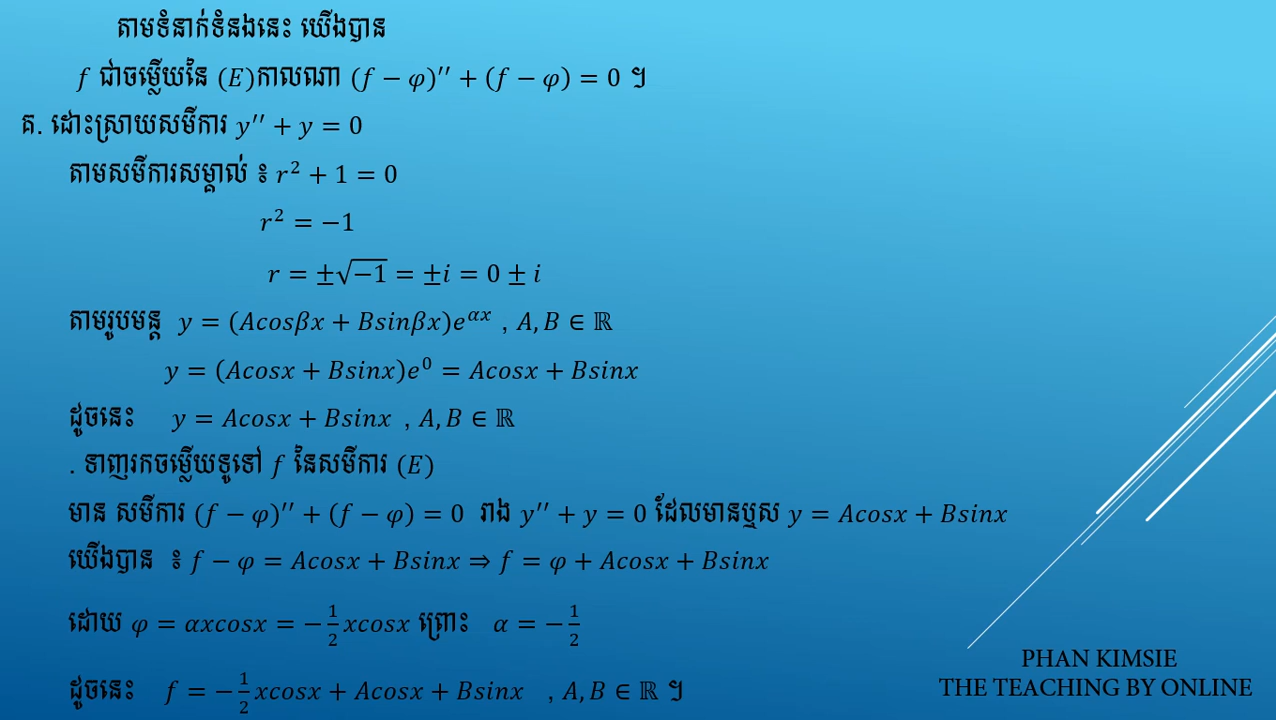 តាមទំនាក់ទំនងនេះ យើងបាន
f ជាចម្លើយនៃ (E)កាលណា (f − φ)′′ + (f − φ) = 0 ។
គ. ដោះស្រាយសមីការ y′′ + y = 0
តាមសមីការសម្គាល់ ៖ r² + 1 = 0
r² = −1
r = ±√−1 = ±i = 0 ± i
តាមរូបមន្ត y = (Acosβx + Bsinβx)e^{αx} , A, B ∈ ℝ
y = (Acosx + Bsinx)e⁰ = Acosx + Bsinx
ដូចនេះ y = Acosx + Bsinx , A, B ∈ ℝ
. ទាញរកចម្លើយទូទៅ f នៃសមីការ (E)
មាន សមីការ (f − φ)′′ + (f − φ) = 0 រាង y′′ + y = 0 ដែលមានឬស y = Acosx + Bsinx
យើងបាន ៖ f − φ = Acosx + Bsinx ⇒ f = φ + Acosx + Bsinx
ដោយ φ = αxcosx = −1/2 xcosx ព្រោះ α = −1/2
ដូចនេះ f = −1/2 xcosx + Acosx + Bsinx , A, B ∈ ℝ ។
PHAN KIMSIE
THE TEACHING BY ONLINE